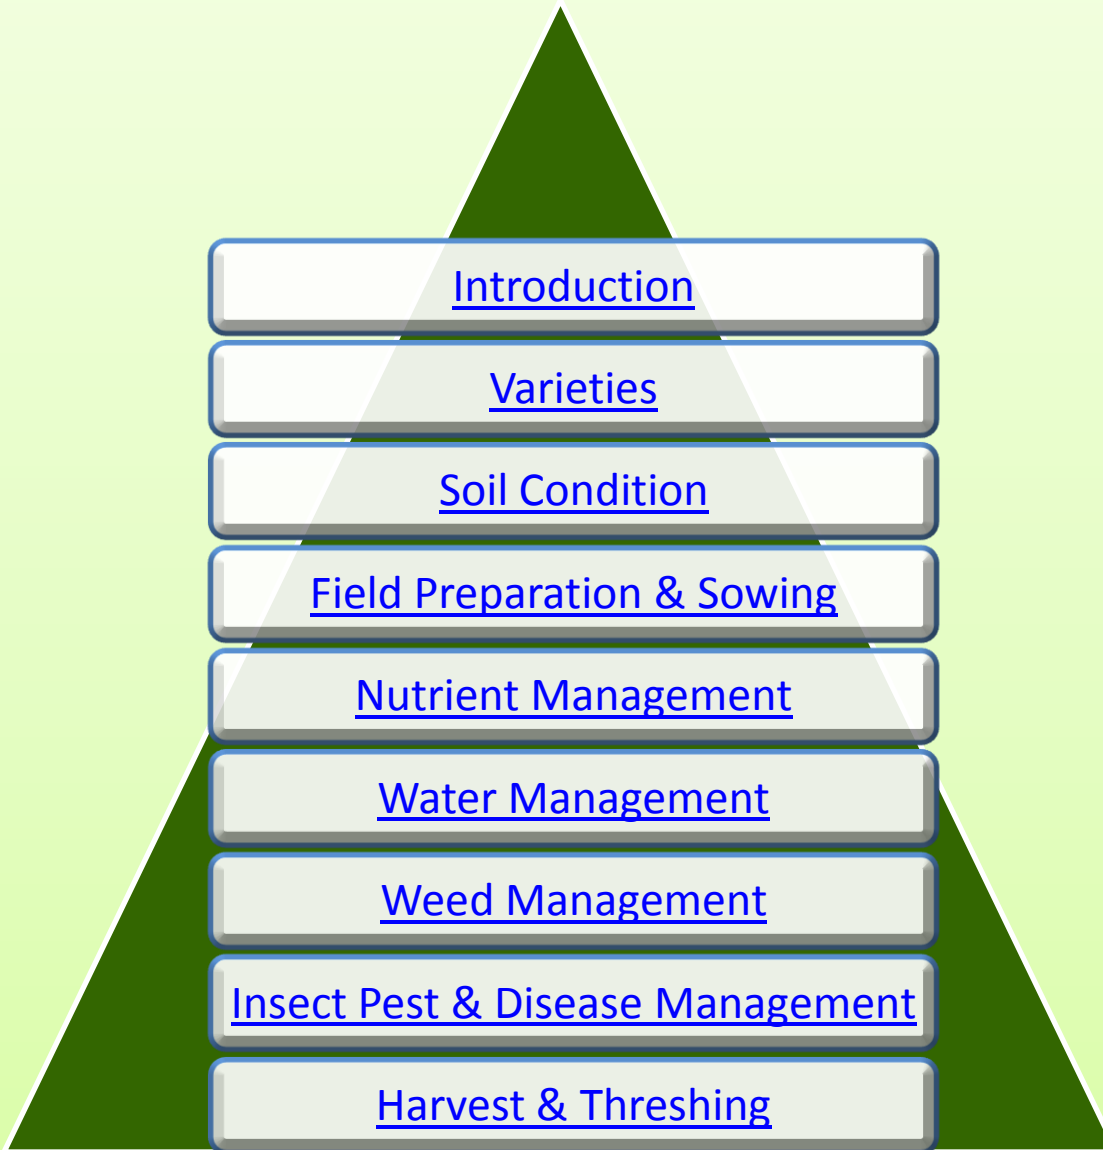 Introduction
Varieties
Soil Condition
Field Preparation & Sowing
Nutrient Management
Water Management
Weed Management
Insect Pest & Disease Management
Harvest & Threshing